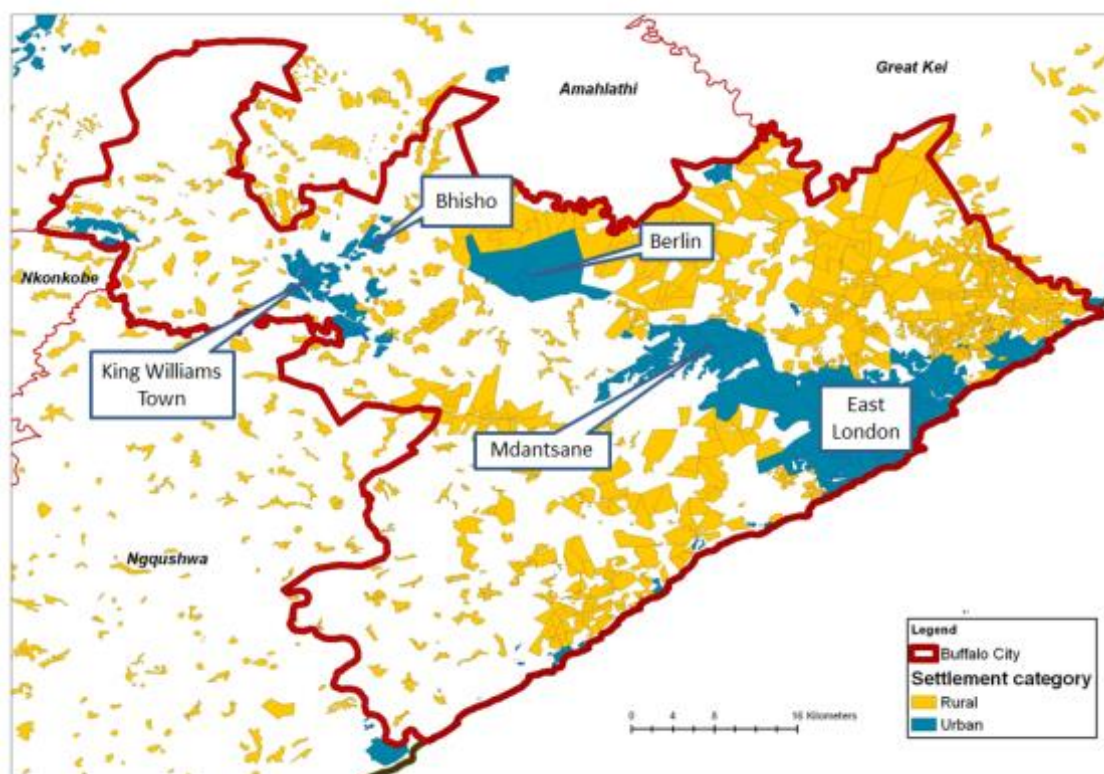 Great Kei
Amahlathi
Bhisho
Berlin
Nkonkobe
King Williams
Town
East
London
Mdantsane
Ngqushwa
Legend
Buffalo City
Settlement category
Rural
Urban
0 4 8 16 Kilometers